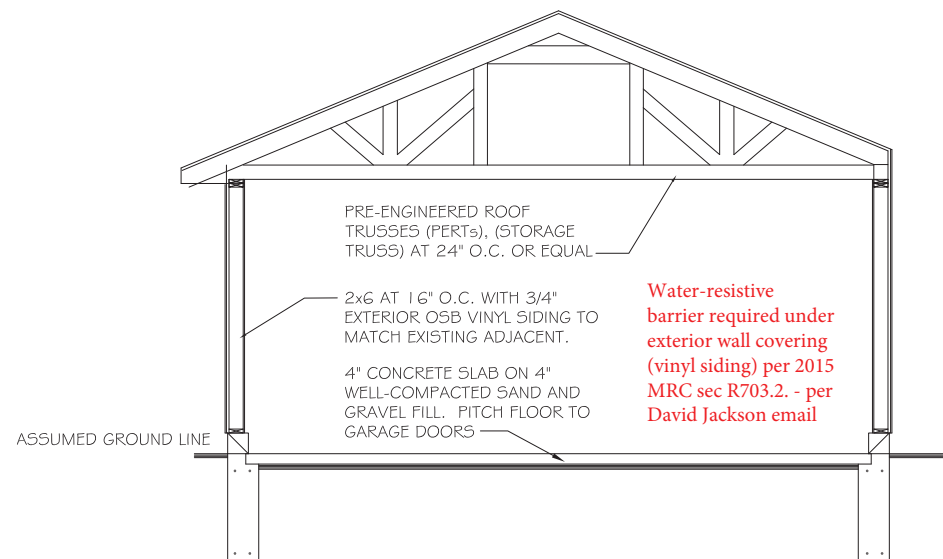 PRE-ENGINEERED ROOF
TRUSSES (PERTs), (STORAGE
TRUSS) AT 24" O.C. OR EQUAL
2x6 AT 16" O.C. WITH 3/4"
EXTERIOR OSB VINYL SIDING TO
MATCH EXISTING ADJACENT.
4" CONCRETE SLAB ON 4"
WELL-COMPACTED SAND AND
GRAVEL FILL. PITCH FLOOR TO
GARAGE DOORS
Water-resistive
barrier required under
exterior wall covering
(vinyl siding) per 2015
MRC sec R703.2. - per
David Jackson email
ASSUMED GROUND LINE